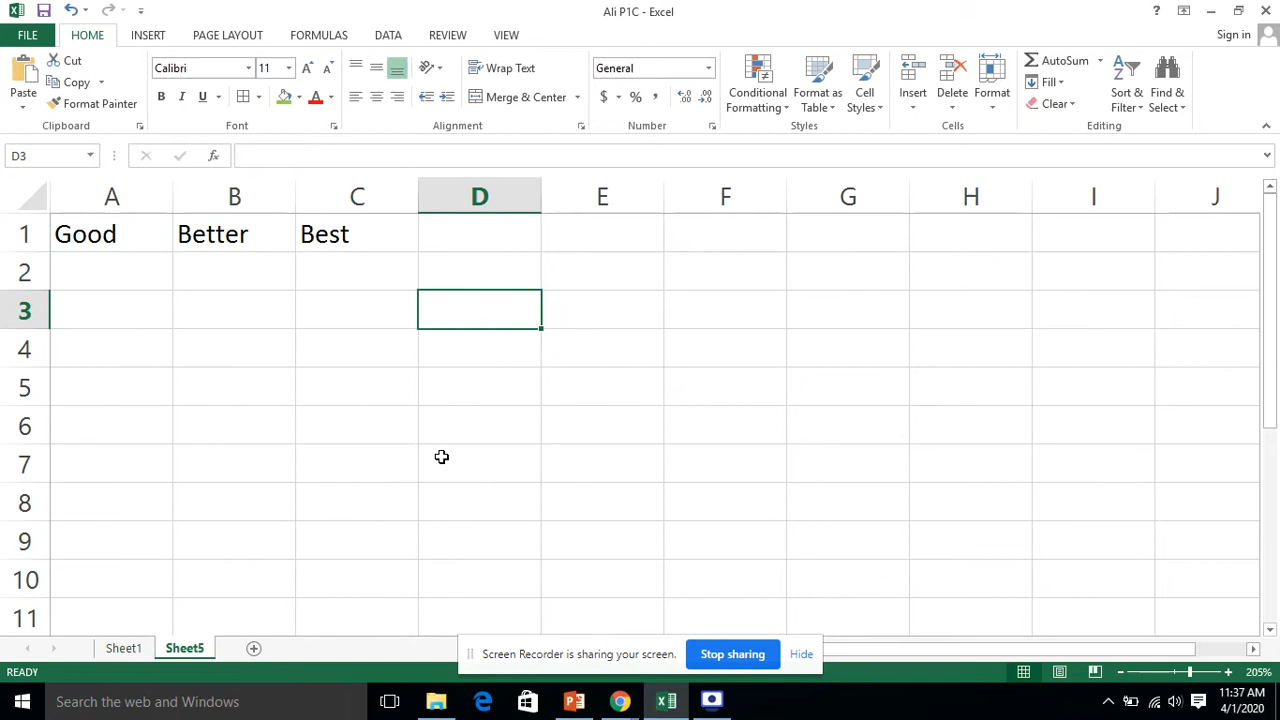 Ali P1C - Excel
?
FILE HOME INSERT PAGE LAYOUT FORMULAS DATA REVIEW VIEW Sign in
Paste Cut Copy Format Painter
Calibri 11 A A
B I U A
Wrap Text
Merge & Center
General
$ % ,
Conditional Formatting
Format as Table
Cell Styles
Insert Delete Format
AutoSum
Fill
Clear
Sort & Filter
Find & Select
Clipboard Font Alignment Number Styles Cells Editing
D3 fx
A B C D E F G H I J
1 Good Better Best
2
3
4
5
6
7
8
9
10
11
Sheet1 Sheet5
Screen Recorder is sharing your screen. Stop sharing Hide
READY 205%
Search the web and Windows
11:37 AM
4/1/2020